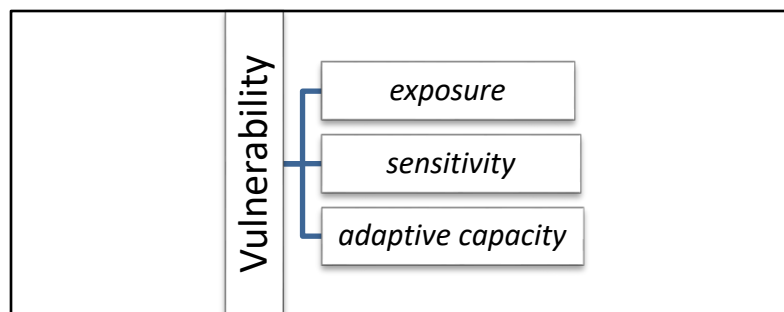 Vulnerability
exposure
sensitivity
adaptive capacity